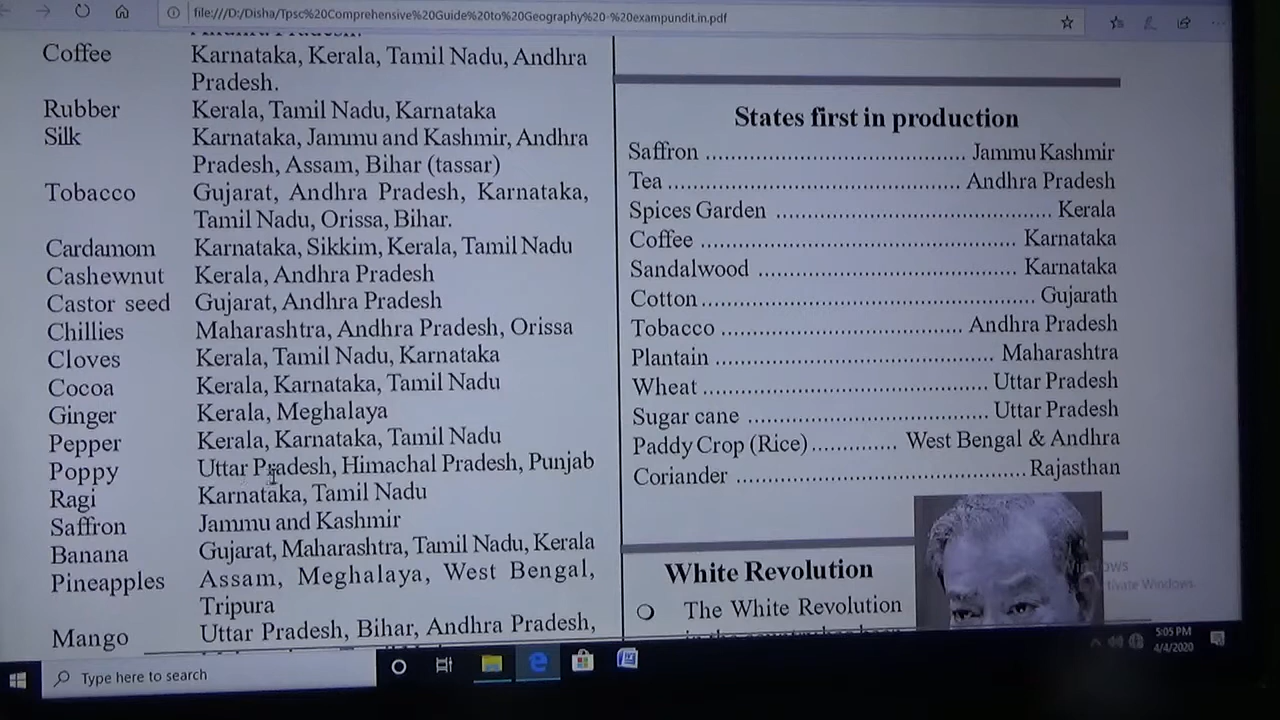 file:///D:/Disha/Tpsc%20Comprehensive%20Guide%20to%20Geography%20-%20exampundit.in.pdf
Coffee Karnataka, Kerala, Tamil Nadu, Andhra
Pradesh.
Rubber Kerala, Tamil Nadu, Karnataka
Silk Karnataka, Jammu and Kashmir, Andhra
Pradesh, Assam, Bihar (tassar)
Tobacco Gujarat, Andhra Pradesh, Karnataka,
Tamil Nadu, Orissa, Bihar.
Cardamom Karnataka, Sikkim, Kerala, Tamil Nadu
Cashewnut Kerala, Andhra Pradesh
Castor seed Gujarat, Andhra Pradesh
Chillies Maharashtra, Andhra Pradesh, Orissa
Cloves Kerala, Tamil Nadu, Karnataka
Cocoa Kerala, Karnataka, Tamil Nadu
Ginger Kerala, Meghalaya
Pepper Kerala, Karnataka, Tamil Nadu
Poppy Uttar Pradesh, Himachal Pradesh, Punjab
Ragi Karnataka, Tamil Nadu
Saffron Jammu and Kashmir
Banana Gujarat, Maharashtra, Tamil Nadu, Kerala
Pineapples Assam, Meghalaya, West Bengal,
Tripura
Mango Uttar Pradesh, Bihar, Andhra Pradesh,
States first in production
Saffron ........................................ Jammu Kashmir
Tea ............................................. Andhra Pradesh
Spices Garden .......................................... Kerala
Coffee ................................................ Karnataka
Sandalwood ....................................... Karnataka
Cotton ................................................... Gujarath
Tobacco ..................................... Andhra Pradesh
Plantain .......................................... Maharashtra
Wheat ........................................... Uttar Pradesh
Sugar cane ..................................... Uttar Pradesh
Paddy Crop (Rice) ............. West Bengal & Andhra
Coriander ............................................ Rajasthan
White Revolution
The White Revolution
Type here to search
5:05 PM
4/4/2020